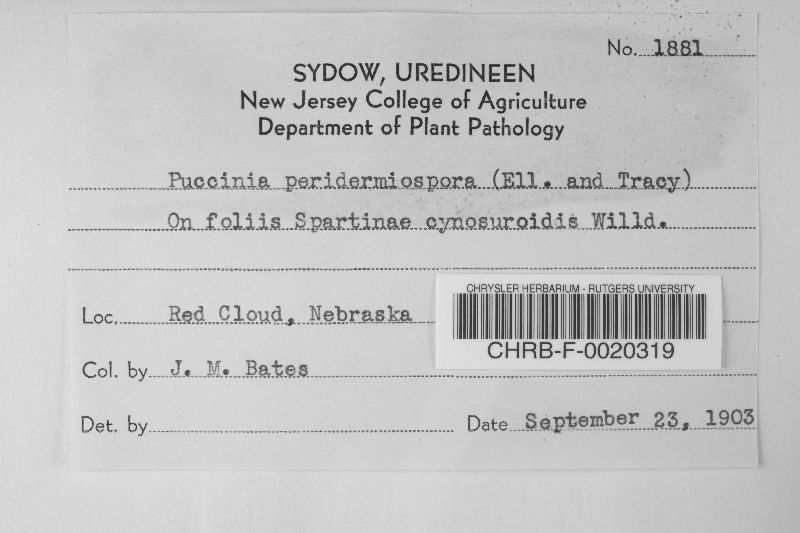 No. 1881
SYDOW, UREDINEEN
New Jersey College of Agriculture
Department of Plant Pathology
Puccinia peridermiospora (Ell. and Tracy)
On foliis Spartinae cynosuroidis Willd.
Loc. Red Cloud, Nebraska
CHRYSLER HERBARIUM - RUTGERS UNIVERSITY
CHRB-F-0020319
Col. by J. M. Bates
Det. by
Date September 23, 1903